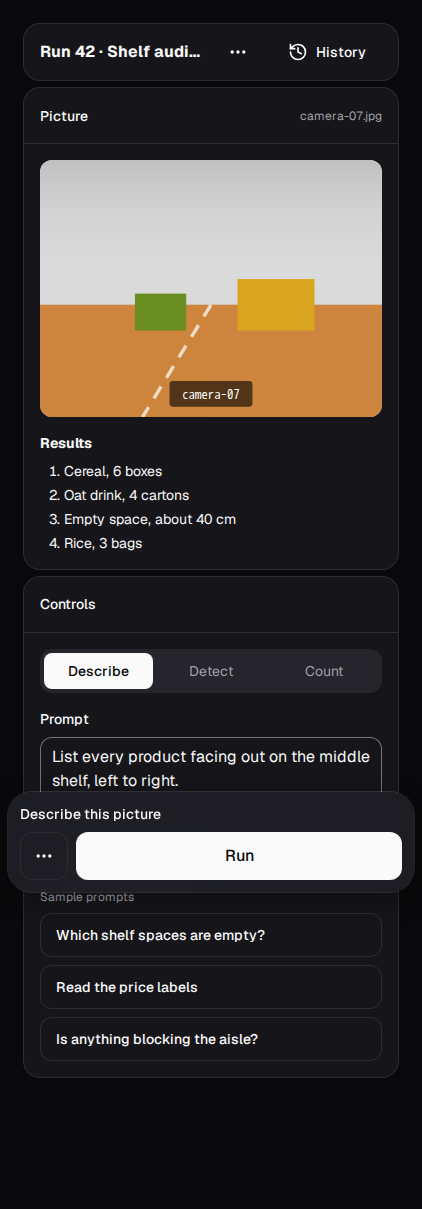 Run 42 · Shelf audi...
History
Picture
camera-07.jpg
camera-07
Results
1. Cereal, 6 boxes
2. Oat drink, 4 cartons
3. Empty space, about 40 cm
4. Rice, 3 bags
Controls
Describe
Detect
Count
Prompt
List every product facing out on the middle
shelf, left to right.
Describe this picture
Run
Sample prompts
Which shelf spaces are empty?
Read the price labels
Is anything blocking the aisle?